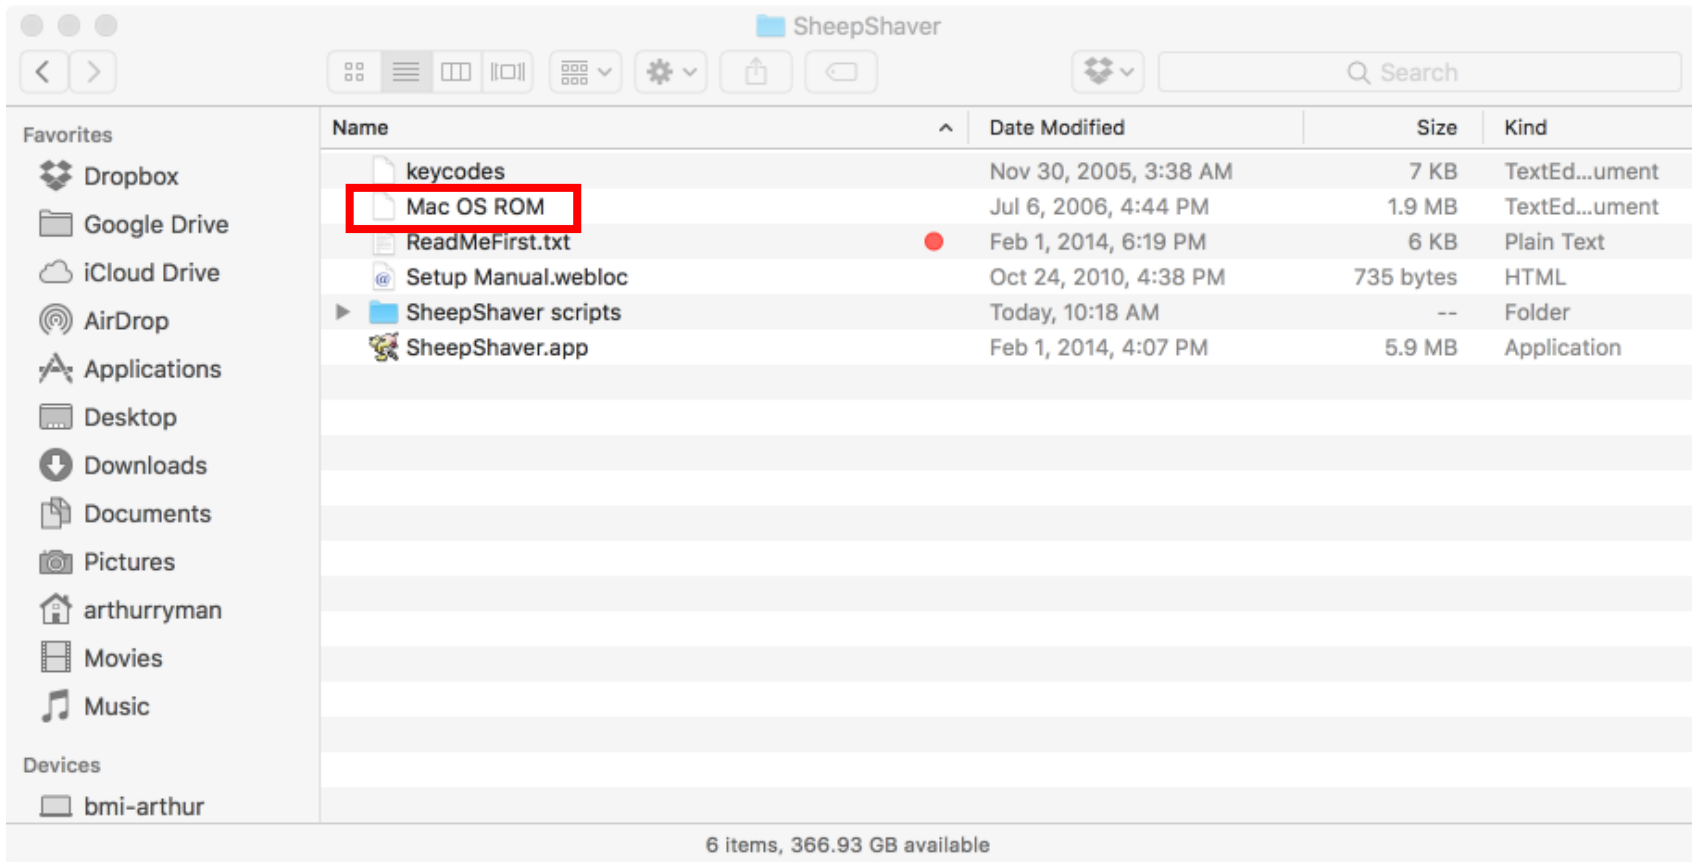 SheepShaver
Search
Favorites
Dropbox
Google Drive
iCloud Drive
AirDrop
Applications
Desktop
Downloads
Documents
Pictures
arthurryman
Movies
Music
Devices
bmi-arthur
Name Date Modified Size Kind
keycodes Nov 30, 2005, 3:38 AM 7 KB TextEd...ument
Mac OS ROM Jul 6, 2006, 4:44 PM 1.9 MB TextEd...ument
ReadMeFirst.txt Feb 1, 2014, 6:19 PM 6 KB Plain Text
@ Setup Manual.webloc Oct 24, 2010, 4:38 PM 735 bytes HTML
SheepShaver scripts Today, 10:18 AM -- Folder
SheepShaver.app Feb 1, 2014, 4:07 PM 5.9 MB Application
6 items, 366.93 GB available